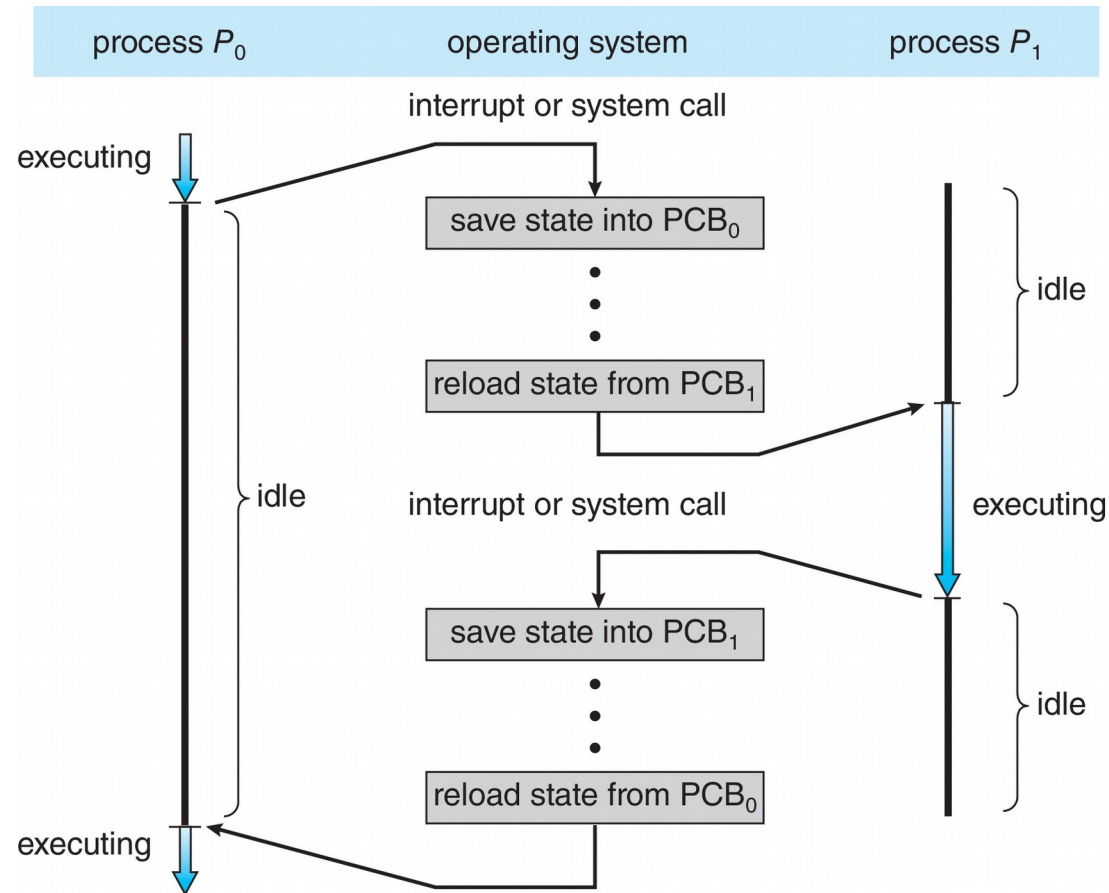 process P₀ operating system process P₁
interrupt or system call
executing
save state into PCB₀
idle
reload state from PCB₁
idle
interrupt or system call
executing
save state into PCB₁
idle
reload state from PCB₀
executing